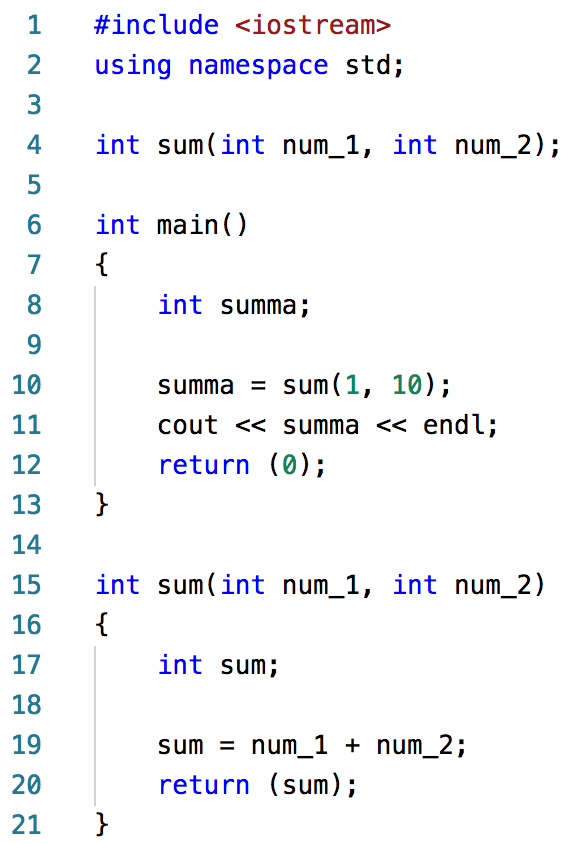 1 #include <iostream>
2 using namespace std;
3
4 int sum(int num_1, int num_2);
5
6 int main()
7 {
8 int summa;
9
10 summa = sum(1, 10);
11 cout << summa << endl;
12 return (0);
13 }
14
15 int sum(int num_1, int num_2)
16 {
17 int sum;
18
19 sum = num_1 + num_2;
20 return (sum);
21 }